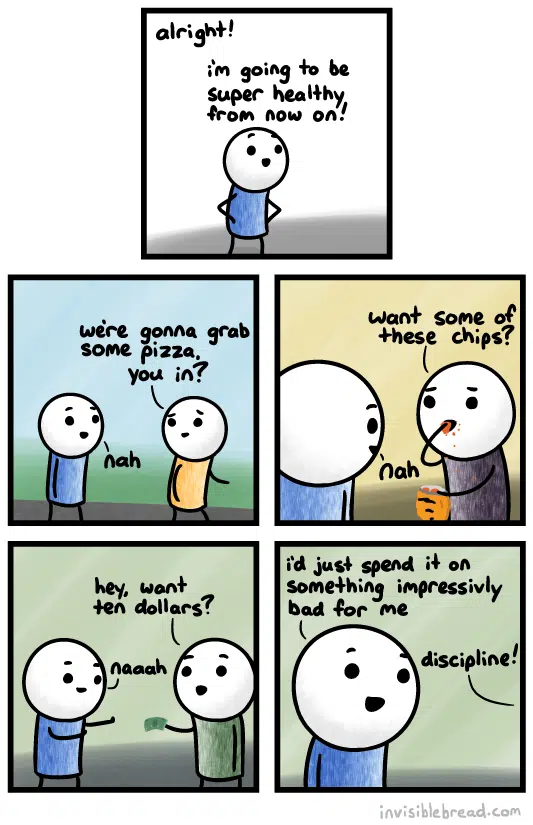 alright!
i'm going to be
super healthy
from now on!
we're gonna grab
some pizza.
you in?
nah
want some of
these chips?
nah
hey, want
ten dollars?
naaah
i'd just spend it on
something impressivly
bad for me
discipline!
invisiblebread.com